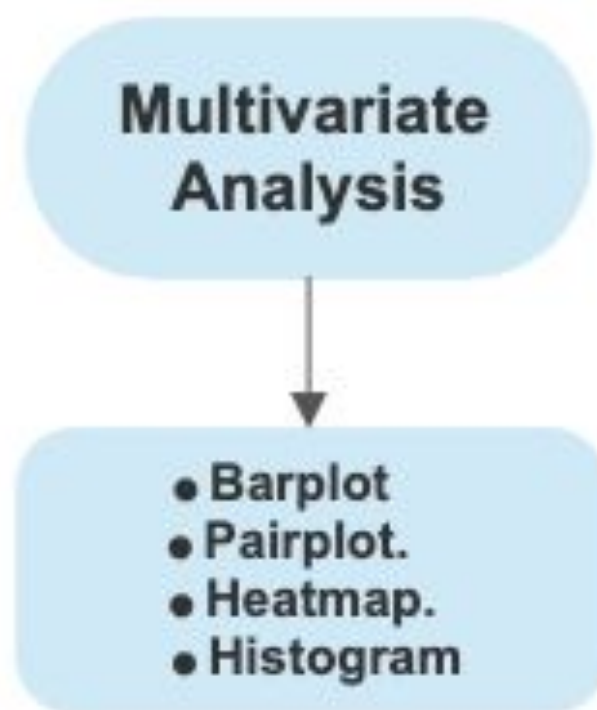 Multivariate
Analysis
• Barplot
• Pairplot.
• Heatmap.
• Histogram